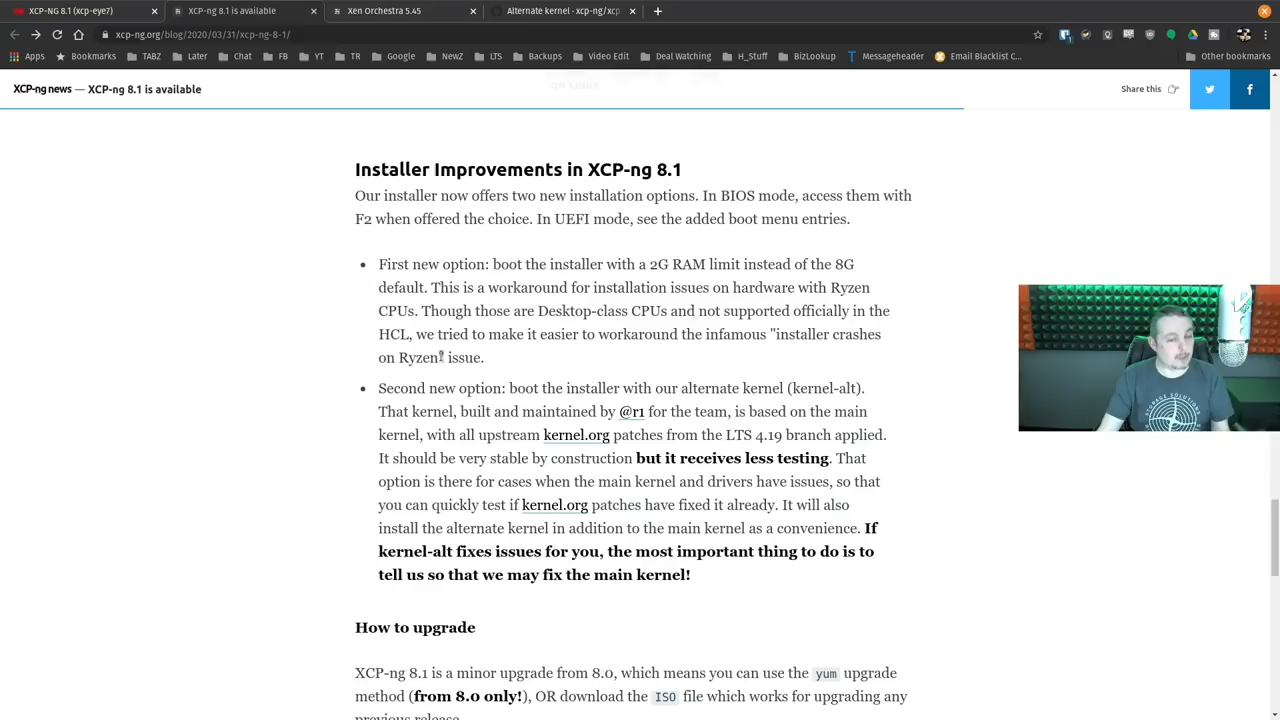 XCP-NG 8.1 (xcp-eye7)
XCP-ng 8.1 is available
Xen Orchestra 5.45
Alternate kernel · xcp-ng/xcp
xcp-ng.org/blog/2020/03/31/xcp-ng-8-1/
Apps Bookmarks TABZ Later Chat FB YT TR Google NewZ LTS Backups Video Edit Deal Watching H_Stuff BizLookup Messageheader Email Blacklist C... Other bookmarks
XCP-ng news — XCP-ng 8.1 is available
Share this
Installer Improvements in XCP-ng 8.1
Our installer now offers two new installation options. In BIOS mode, access them with
F2 when offered the choice. In UEFI mode, see the added boot menu entries.
First new option: boot the installer with a 2G RAM limit instead of the 8G
default. This is a workaround for installation issues on hardware with Ryzen
CPUs. Though those are Desktop-class CPUs and not supported officially in the
HCL, we tried to make it easier to workaround the infamous "installer crashes
on Ryzen" issue.
Second new option: boot the installer with our alternate kernel (kernel-alt).
That kernel, built and maintained by @r1 for the team, is based on the main
kernel, with all upstream kernel.org patches from the LTS 4.19 branch applied.
It should be very stable by construction but it receives less testing. That
option is there for cases when the main kernel and drivers have issues, so that
you can quickly test if kernel.org patches have fixed it already. It will also
install the alternate kernel in addition to the main kernel as a convenience. If
kernel-alt fixes issues for you, the most important thing to do is to
tell us so that we may fix the main kernel!
How to upgrade
XCP-ng 8.1 is a minor upgrade from 8.0, which means you can use the yum upgrade
method (from 8.0 only!), OR download the ISO file which works for upgrading any
previous release.